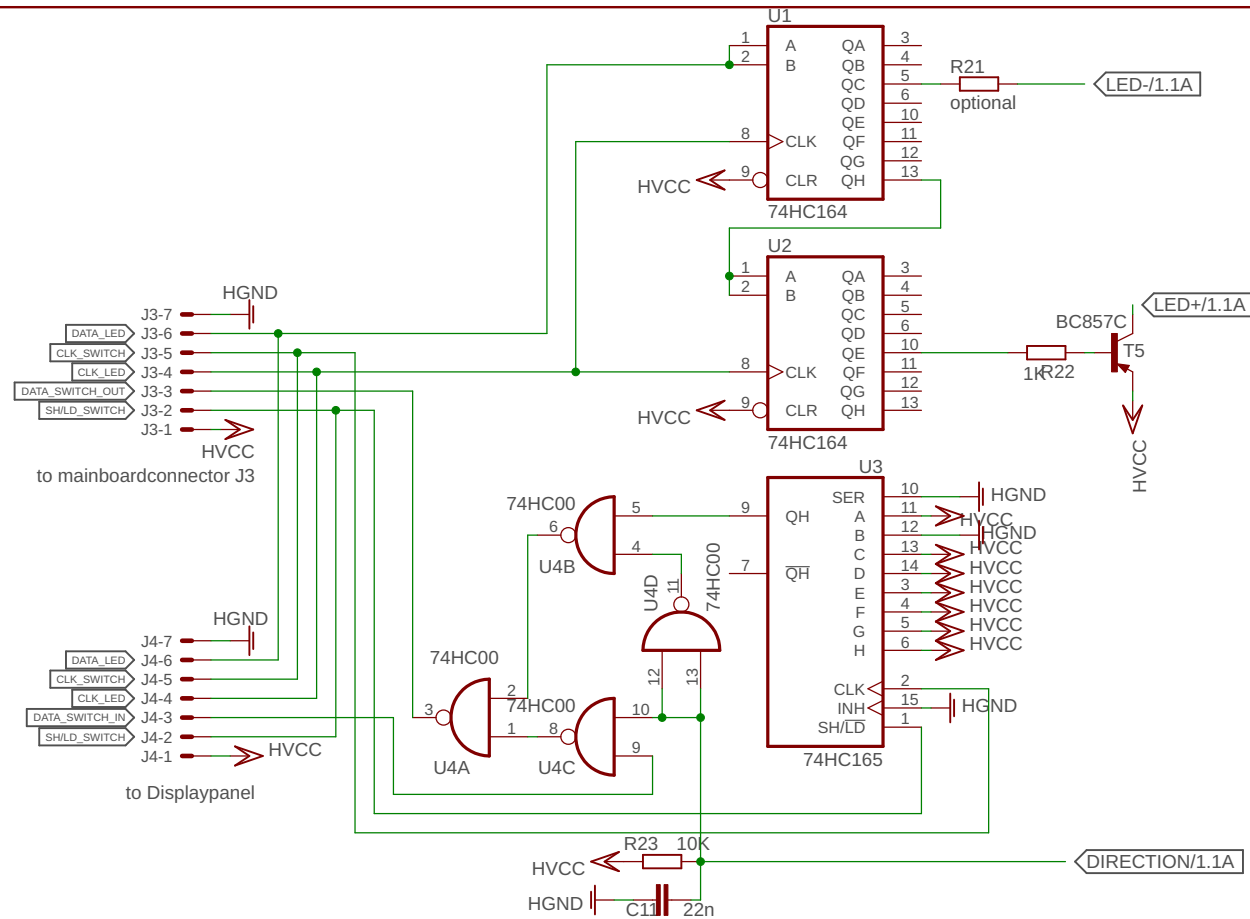 U1
1 A QA 3
2 B QB 4
QC 5
QD 6
QE 10
8 CLK QF 11
QG 12
9 CLR QH 13
HVCC
74HC164
R21
optional
LED-/1.1A
U2
1 A QA 3
2 B QB 4
QC 5
QD 6
QE 10
8 CLK QF 11
QG 12
9 CLR QH 13
HVCC
74HC164
1K
R22
BC857C
T5
LED+/1.1A
HVCC
HGND
J3-7
DATA_LED J3-6
CLK_SWITCH J3-5
CLK_LED J3-4
DATA_SWITCH_OUT J3-3
SH/LD_SWITCH J3-2
J3-1
HVCC
to mainboardconnector J3
HGND
J4-7
DATA_LED J4-6
CLK_SWITCH J4-5
CLK_LED J4-4
DATA_SWITCH_IN J4-3
SH/LD_SWITCH J4-2
J4-1 HVCC
to Displaypanel
74HC00
6 5
4
U4B
U4D
11
74HC00
12
13
74HC00
3 2
1
U4A
74HC00
8 10
9
U4C
U3
SER 10 HGND
9 QH A 11 HVCC
B 12 HGND
C 13 HVCC
7 QH D 14 HVCC
E 3 HVCC
F 4 HVCC
G 5 HVCC
H 6 HVCC
CLK 2
INH 15 HGND
SH/LD 1
74HC165
R23 10K
HVCC
DIRECTION/1.1A
HGND
C11 22n